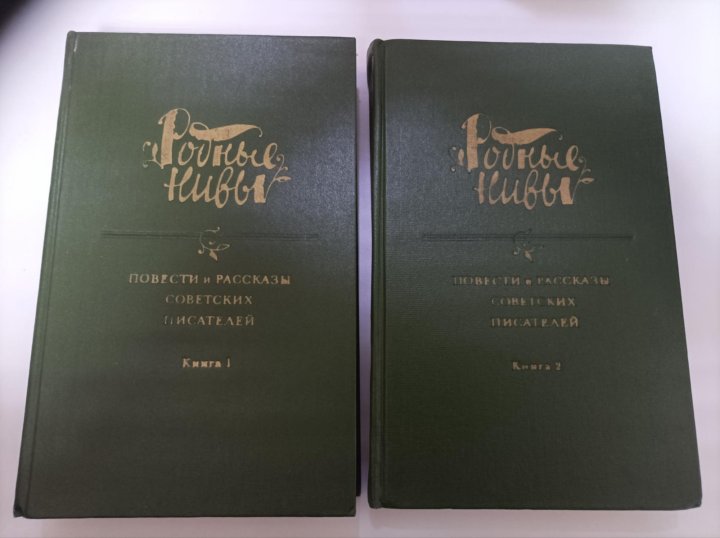 Родные
нивы
ПОВЕСТИ и РАССКАЗЫ
СОВЕТСКИХ
ПИСАТЕЛЕЙ
Книга 1
Родные
нивы
ПОВЕСТИ и РАССКАЗЫ
СОВЕТСКИХ
ПИСАТЕЛЕЙ
Книга 2